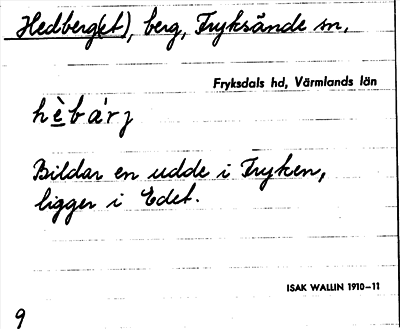 Hedberg(et), berg, Fryksände sn,
Fryksdals hd, Värmlands län
hèbárj
Bildar en udde i Fryken,
ligger i Edet.
ISAK WALLIN 1910–11
9